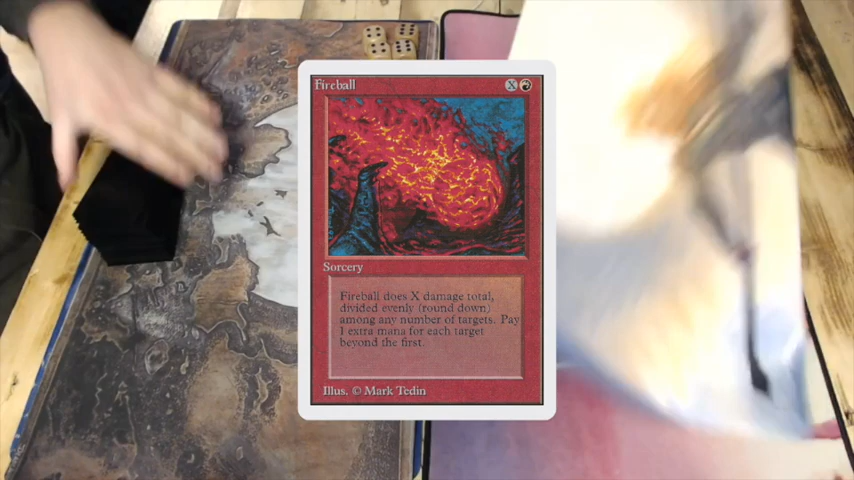 Fireball X
Sorcery
Fireball does X damage total,
divided evenly (round down)
among any number of targets. Pay
1 extra mana for each target
beyond the first.
Illus. © Mark Tedin